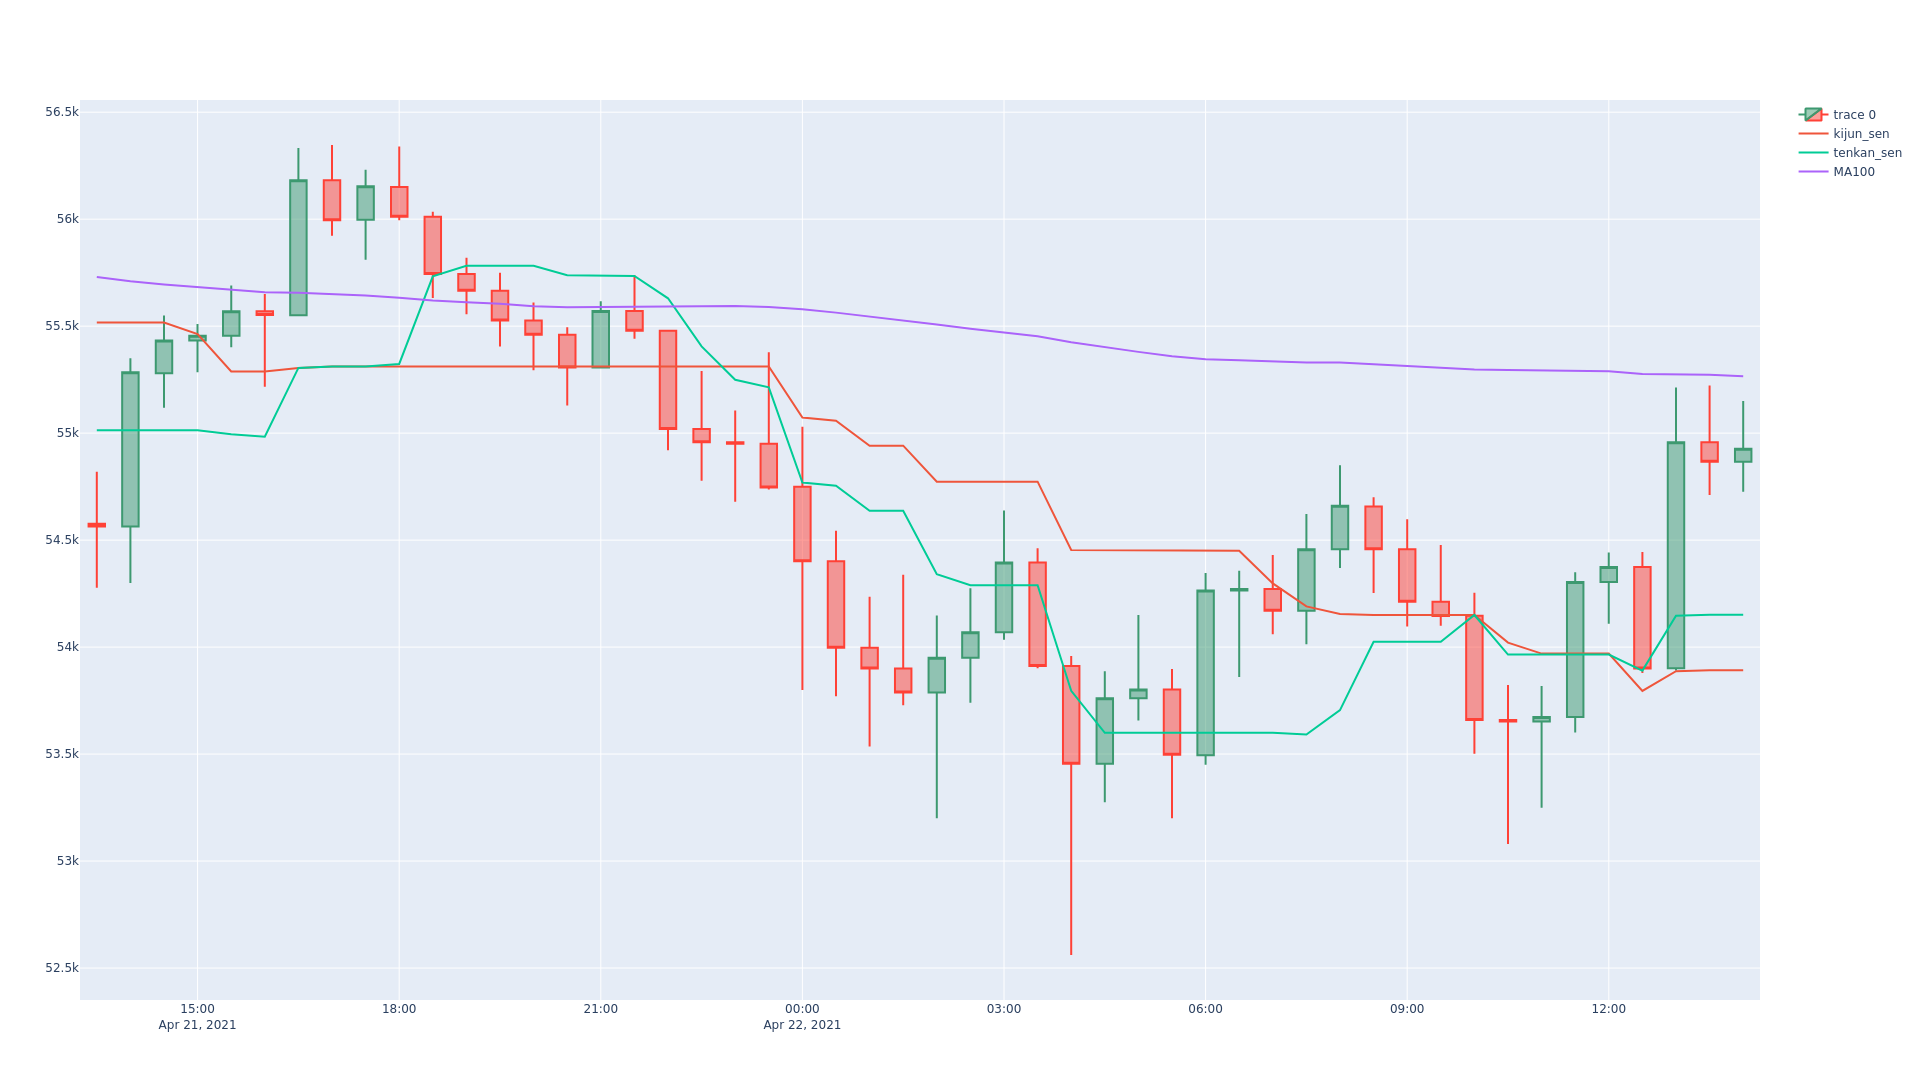 56.5k
56k
55.5k
55k
54.5k
54k
53.5k
53k
52.5k
15:00 18:00 21:00 00:00 03:00 06:00 09:00 12:00
Apr 21, 2021 Apr 22, 2021
trace 0
kijun_sen
tenkan_sen
MA100